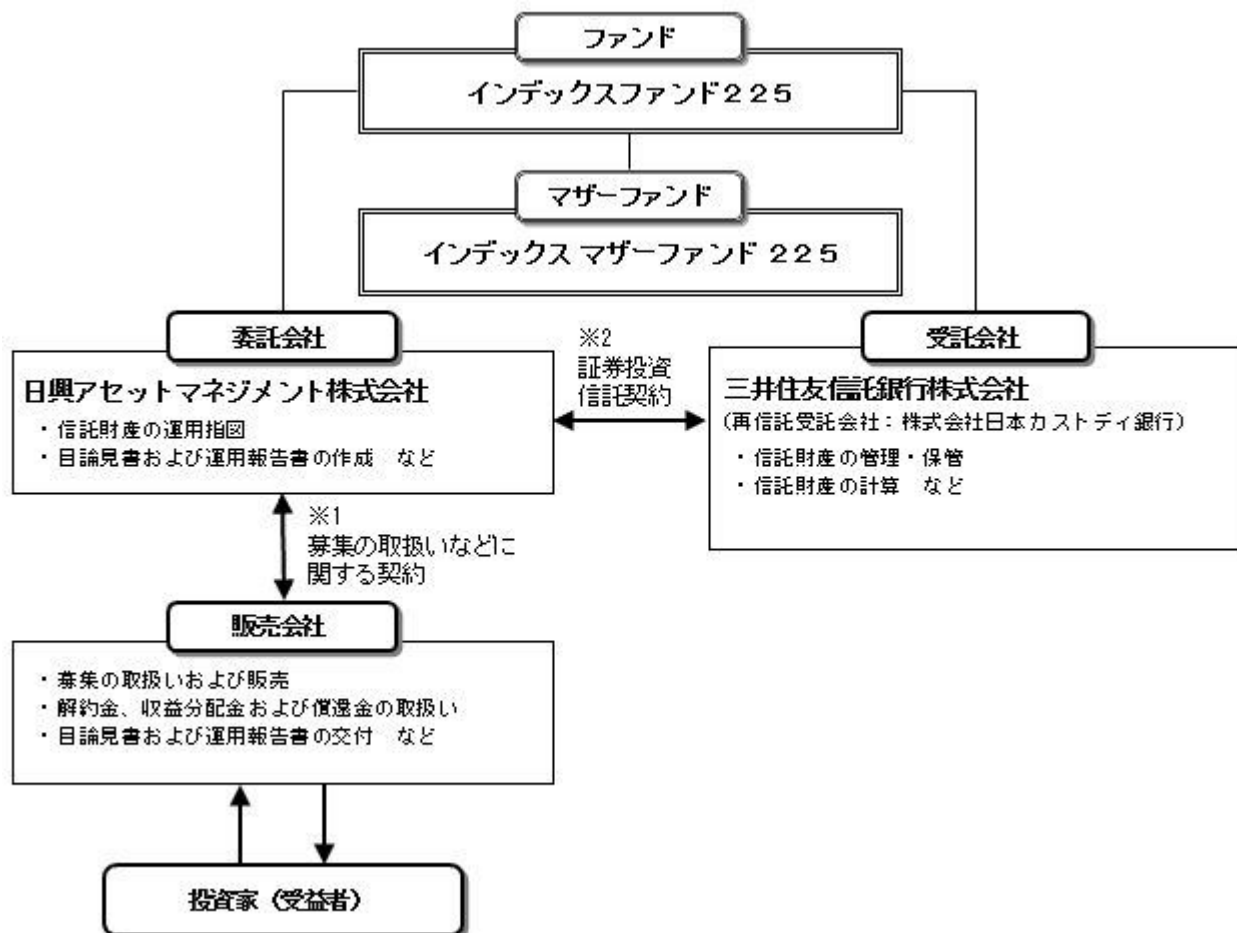 ファンド
インデックスファンド２２５
マザーファンド
インデックス マザーファンド ２２５
委託会社
日興アセットマネジメント株式会社
・信託財産の運用指図
・目論見書および運用報告書の作成　など
※2
証券投資
信託契約
受託会社
三井住友信託銀行株式会社
(再信託受託会社：株式会社日本カストディ銀行)
・信託財産の管理・保管
・信託財産の計算　など
※1
募集の取扱いなどに
関する契約
販売会社
・募集の取扱いおよび販売
・解約金、収益分配金および償還金の取扱い
・目論見書および運用報告書の交付　など
投資家（受益者）